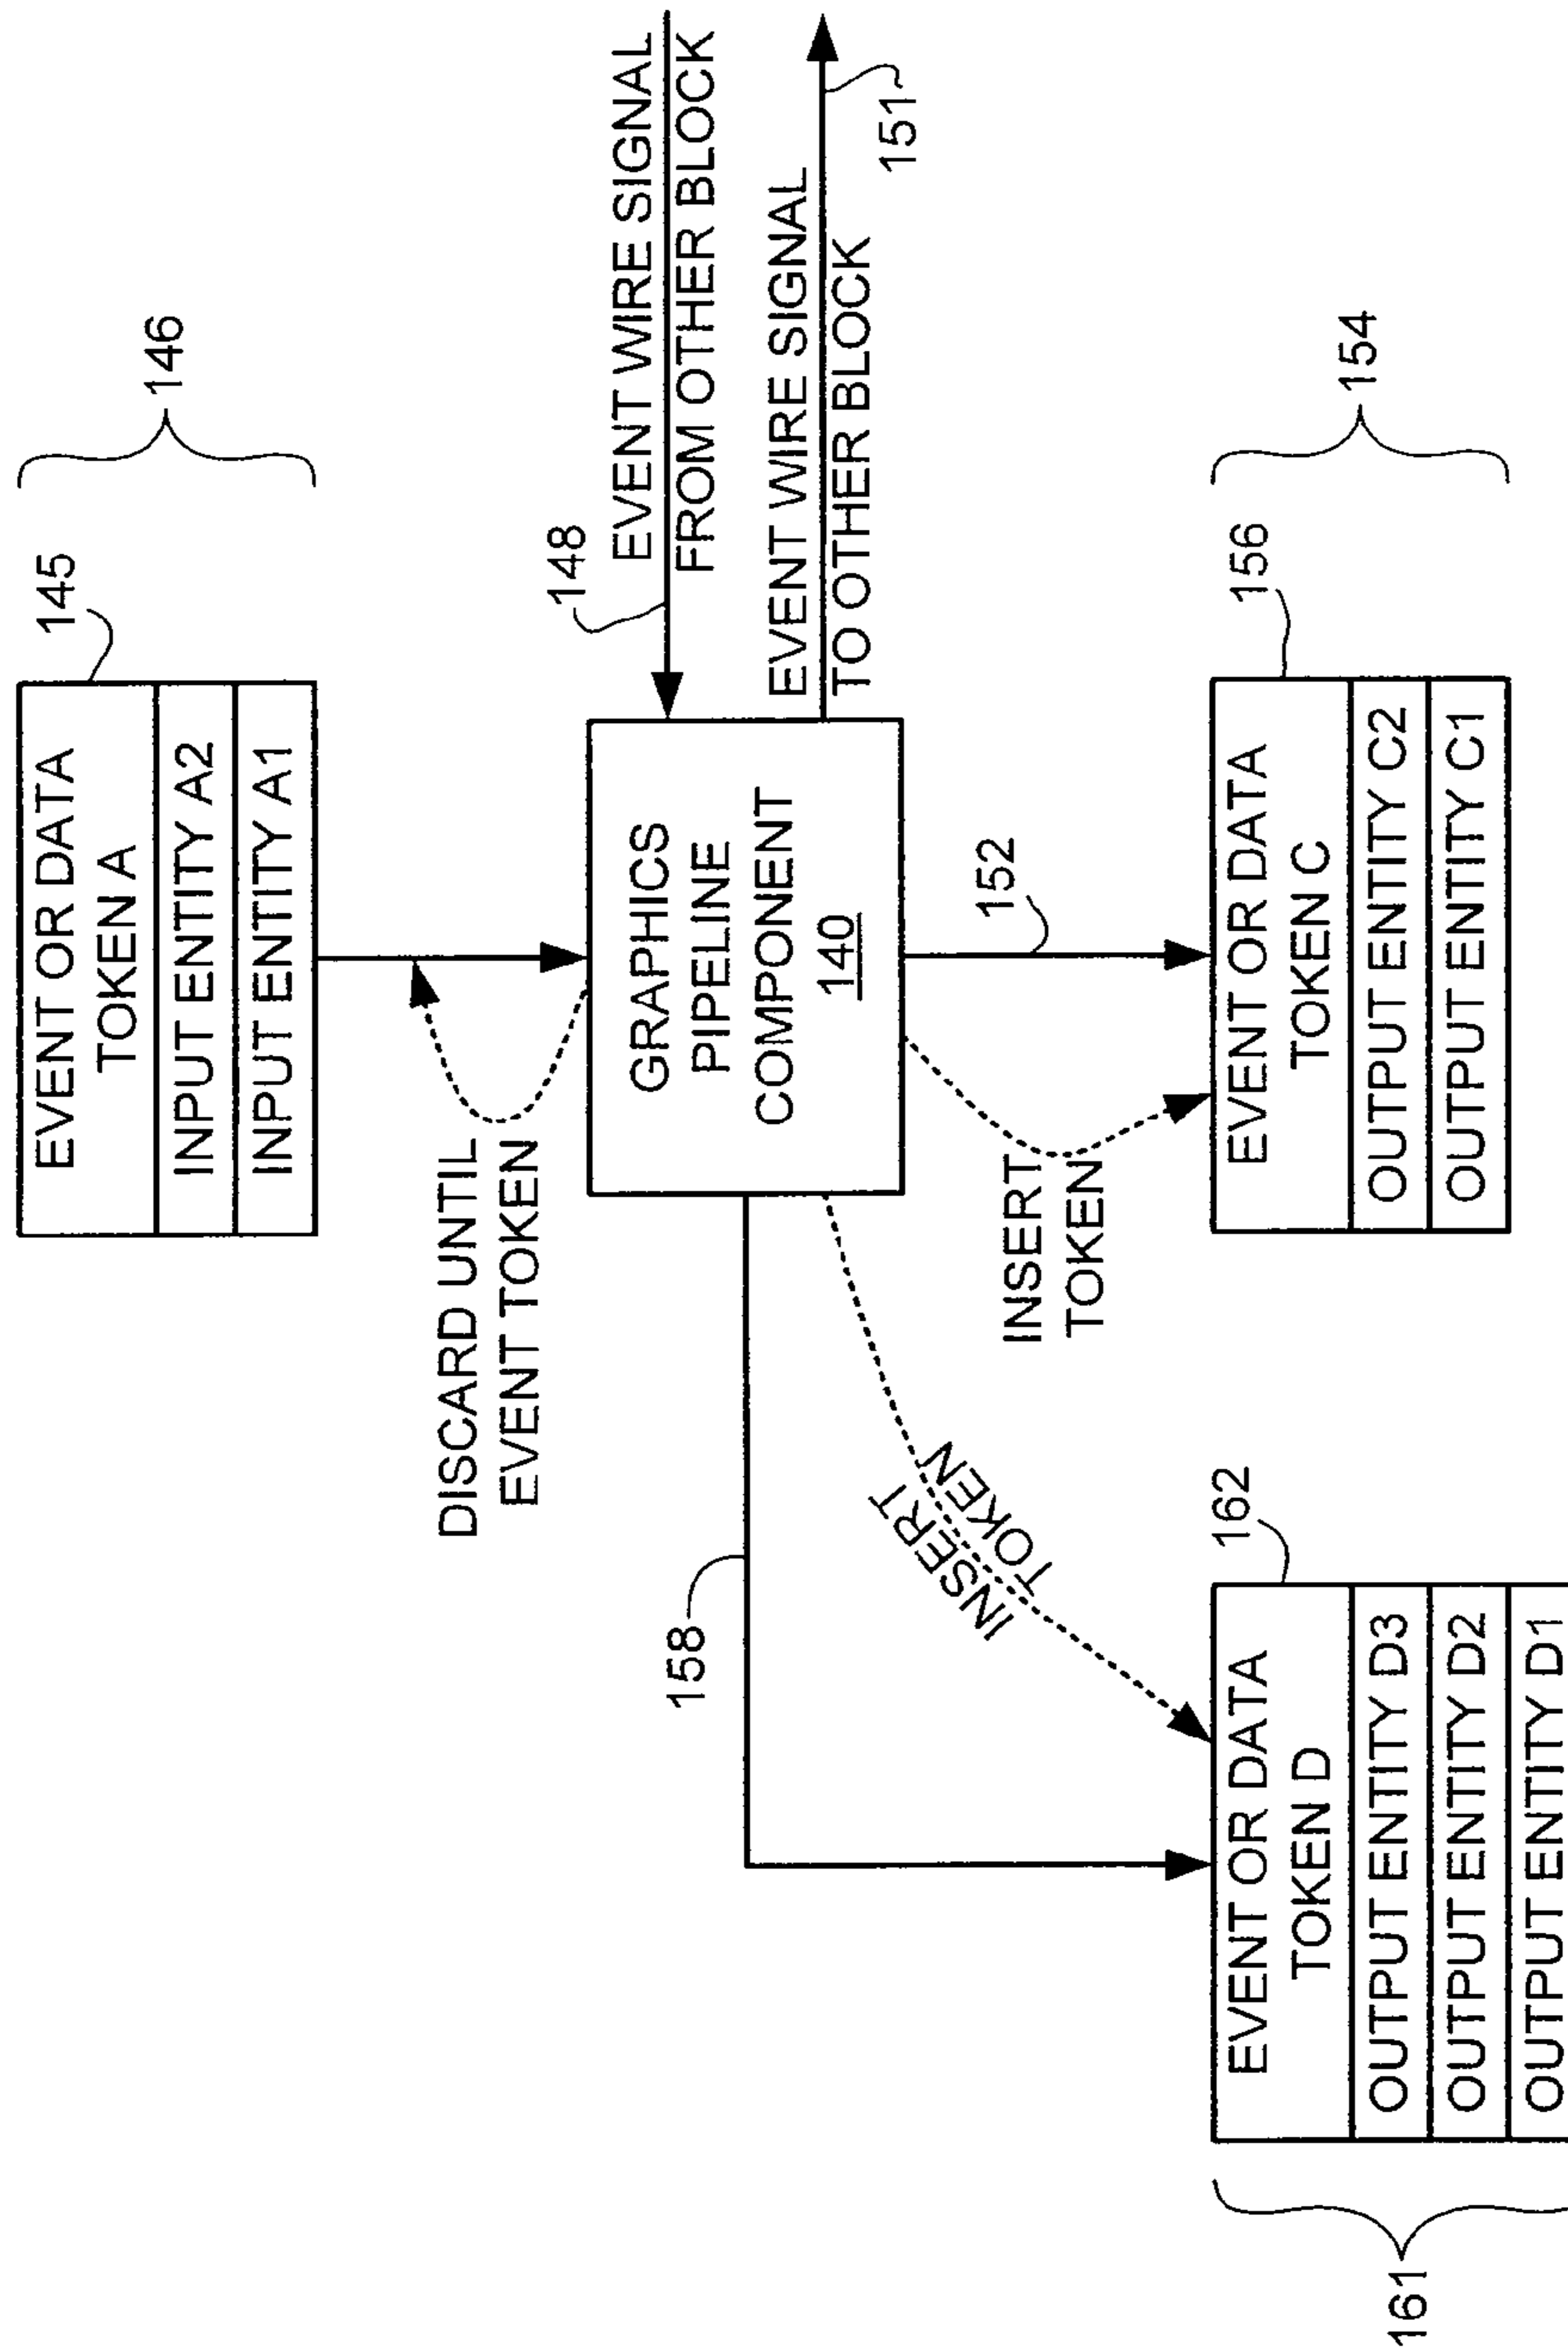 146
145
EVENT OR DATA
TOKEN A
INPUT ENTITY A2
INPUT ENTITY A1
DISCARD UNTIL
EVENT TOKEN
148
EVENT WIRE SIGNAL
FROM OTHER BLOCK
GRAPHICS
PIPELINE
COMPONENT
140
EVENT WIRE SIGNAL
TO OTHER BLOCK
151
158
152
INSERT
TOKEN
INSERT
TOKEN
162
161
EVENT OR DATA
TOKEN D
OUTPUT ENTITY D3
OUTPUT ENTITY D2
OUTPUT ENTITY D1
156
154
EVENT OR DATA
TOKEN C
OUTPUT ENTITY C2
OUTPUT ENTITY C1